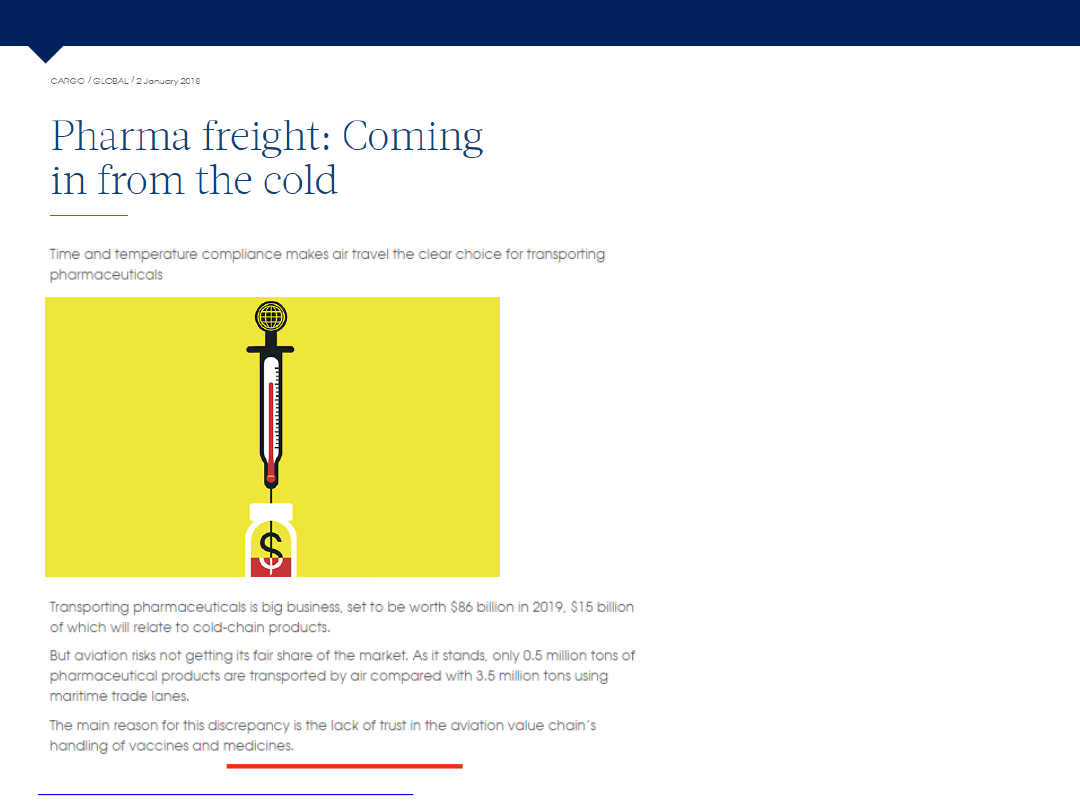 CARGO / GLOBAL / 2 January 2018
Pharma freight: Coming
in from the cold
Time and temperature compliance makes air travel the clear choice for transporting
pharmaceuticals
$
Transporting pharmaceuticals is big business, set to be worth $86 billion in 2019, $15 billion
of which will relate to cold-chain products.
But aviation risks not getting its fair share of the market. As it stands, only 0.5 million tons of
pharmaceutical products are transported by air compared with 3.5 million tons using
maritime trade lanes.
The main reason for this discrepancy is the lack of trust in the aviation value chain's
handling of vaccines and medicines.